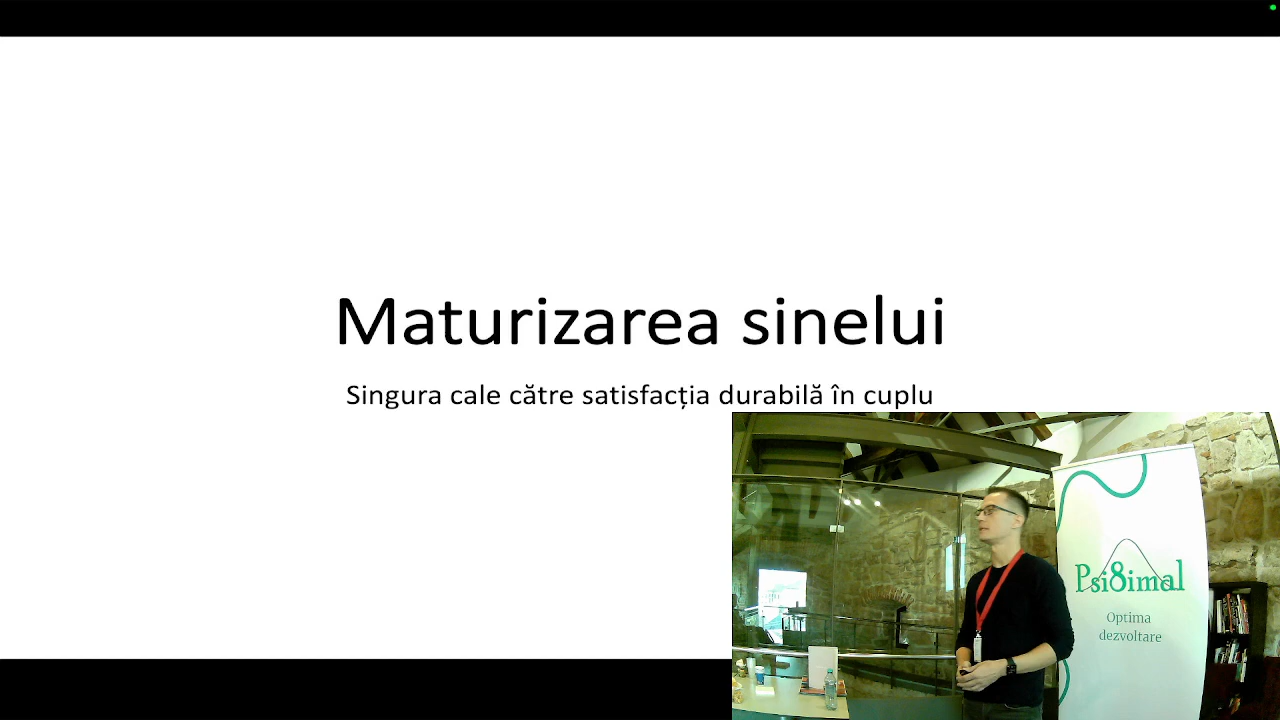 Maturizarea sinelui
Singura cale către satisfacția durabilă în cuplu
Psi8imal
Optima
dezvoltare